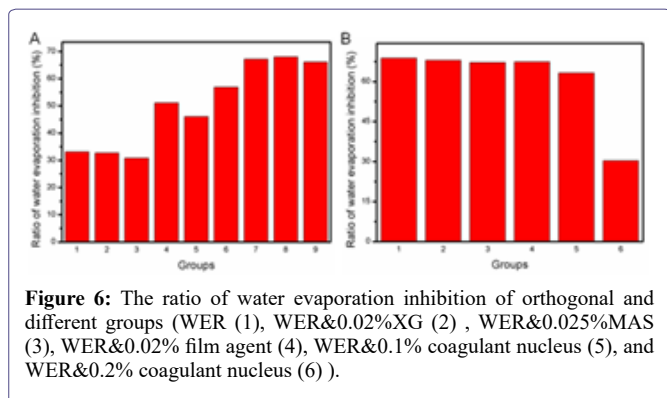 A
B
Ratio of water evaporation inhibition (%)
70
60
50
40
30
20
10
0
1 2 3 4 5 6 7 8 9
Groups
Ratio of water evaporation inhibition (%)
60
45
30
15
0
1 2 3 4 5 6
Groups
Figure 6: The ratio of water evaporation inhibition of orthogonal and
different groups (WER (1), WER&0.02%XG (2) , WER&0.025%MAS
(3), WER&0.02% film agent (4), WER&0.1% coagulant nucleus (5), and
WER&0.2% coagulant nucleus (6) ).